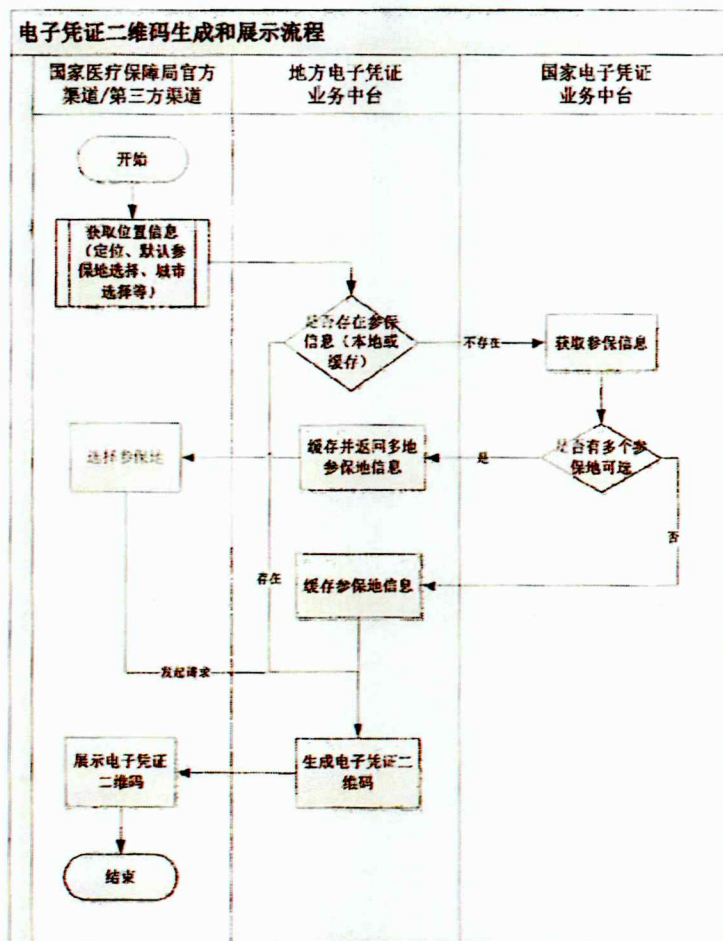 电子凭证二维码生成和展示流程
国家医疗保障局官方
渠道/第三方渠道
地方电子凭证
业务中台
国家电子凭证
业务中台
开始
获取位置信息
（定位、默认参
保地选择、城市
选择等）
是否存在参保
信息（本地或
缓存）
不存在
获取参保信息
选择参保地
缓存并返回多地
参保地信息
是
是否有多个参
保地可选
否
存在
缓存参保地信息
发起请求
展示电子凭证
二维码
生成电子凭证二
维码
结束